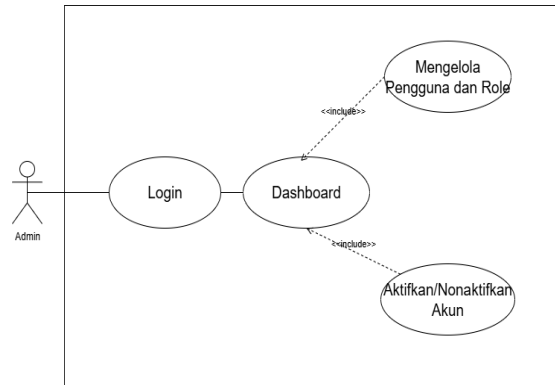 Mengelola
Pengguna dan Role
<<include>>
Login
Dashboard
Admin
<<include>>
Aktifkan/Nonaktifkan
Akun